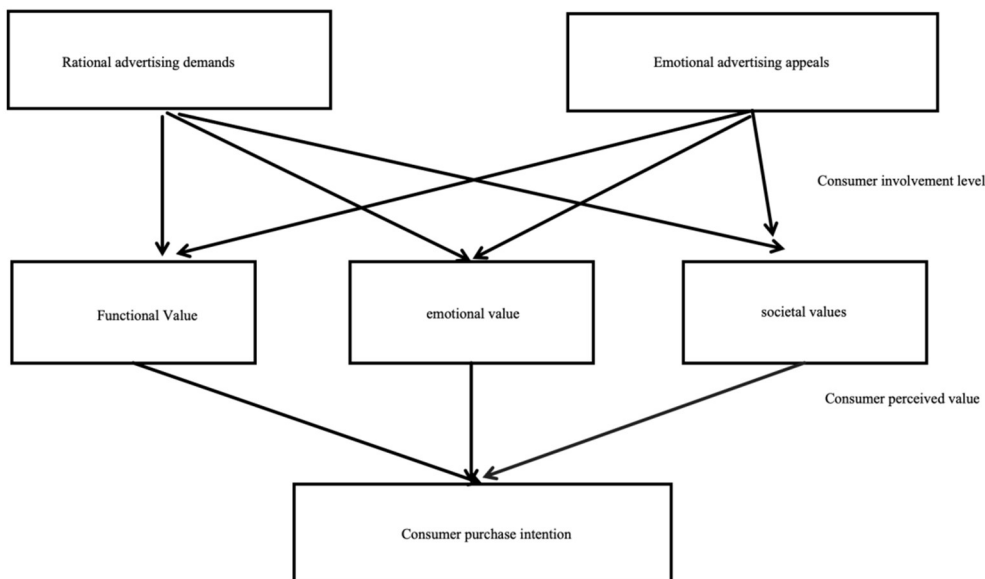 Rational advertising demands
Emotional advertising appeals
Consumer involvement level
Functional Value
emotional value
societal values
Consumer perceived value
Consumer purchase intention